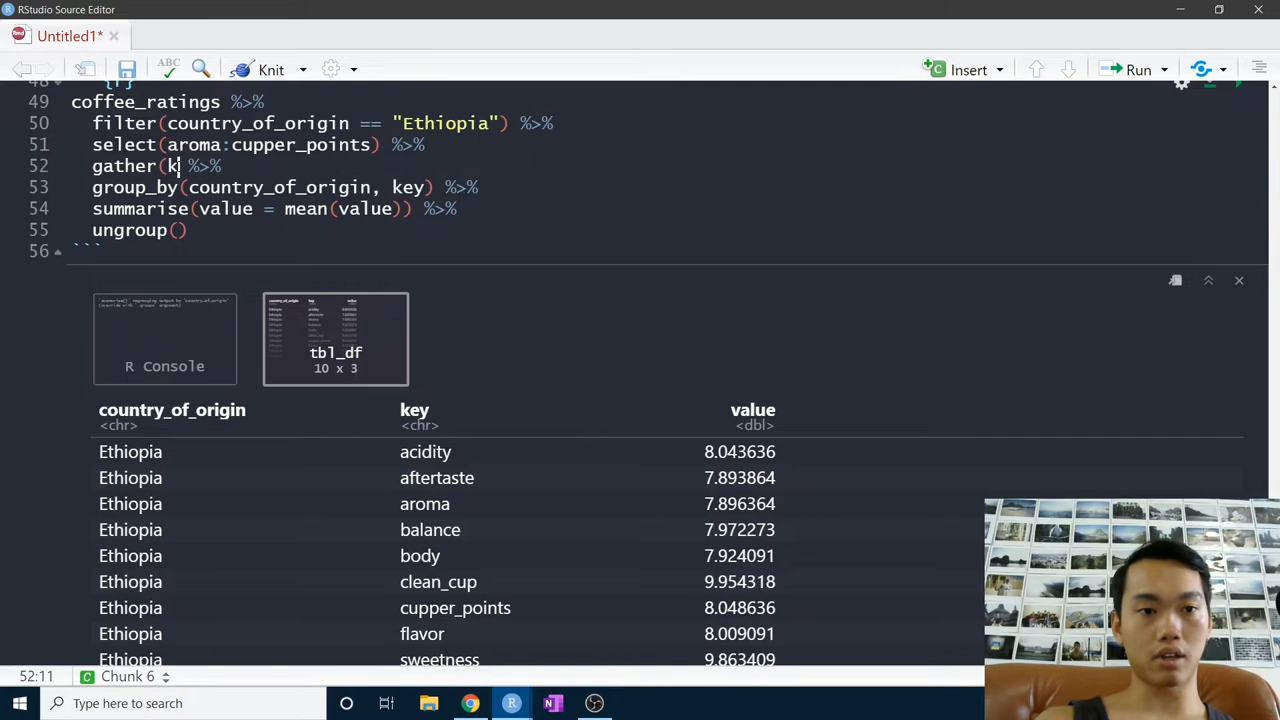 RStudio Source Editor
Untitled1*
ABC
Knit
Insert
Run
48 {r}
49 coffee_ratings %>%
50 filter(country_of_origin == "Ethiopia") %>%
51 select(aroma:cupper_points) %>%
52 gather(k %>%
53 group_by(country_of_origin, key) %>%
54 summarise(value = mean(value)) %>%
55 ungroup()
56 ```
R Console
tbl_df
10 x 3
country_of_origin key value
<chr> <chr> <dbl>
Ethiopia acidity 8.043636
Ethiopia aftertaste 7.893864
Ethiopia aroma 7.896364
Ethiopia balance 7.972273
Ethiopia body 7.924091
Ethiopia clean_cup 9.954318
Ethiopia cupper_points 8.048636
Ethiopia flavor 8.009091
Ethiopia sweetness 9.863409
52:11 C Chunk 6
Type here to search